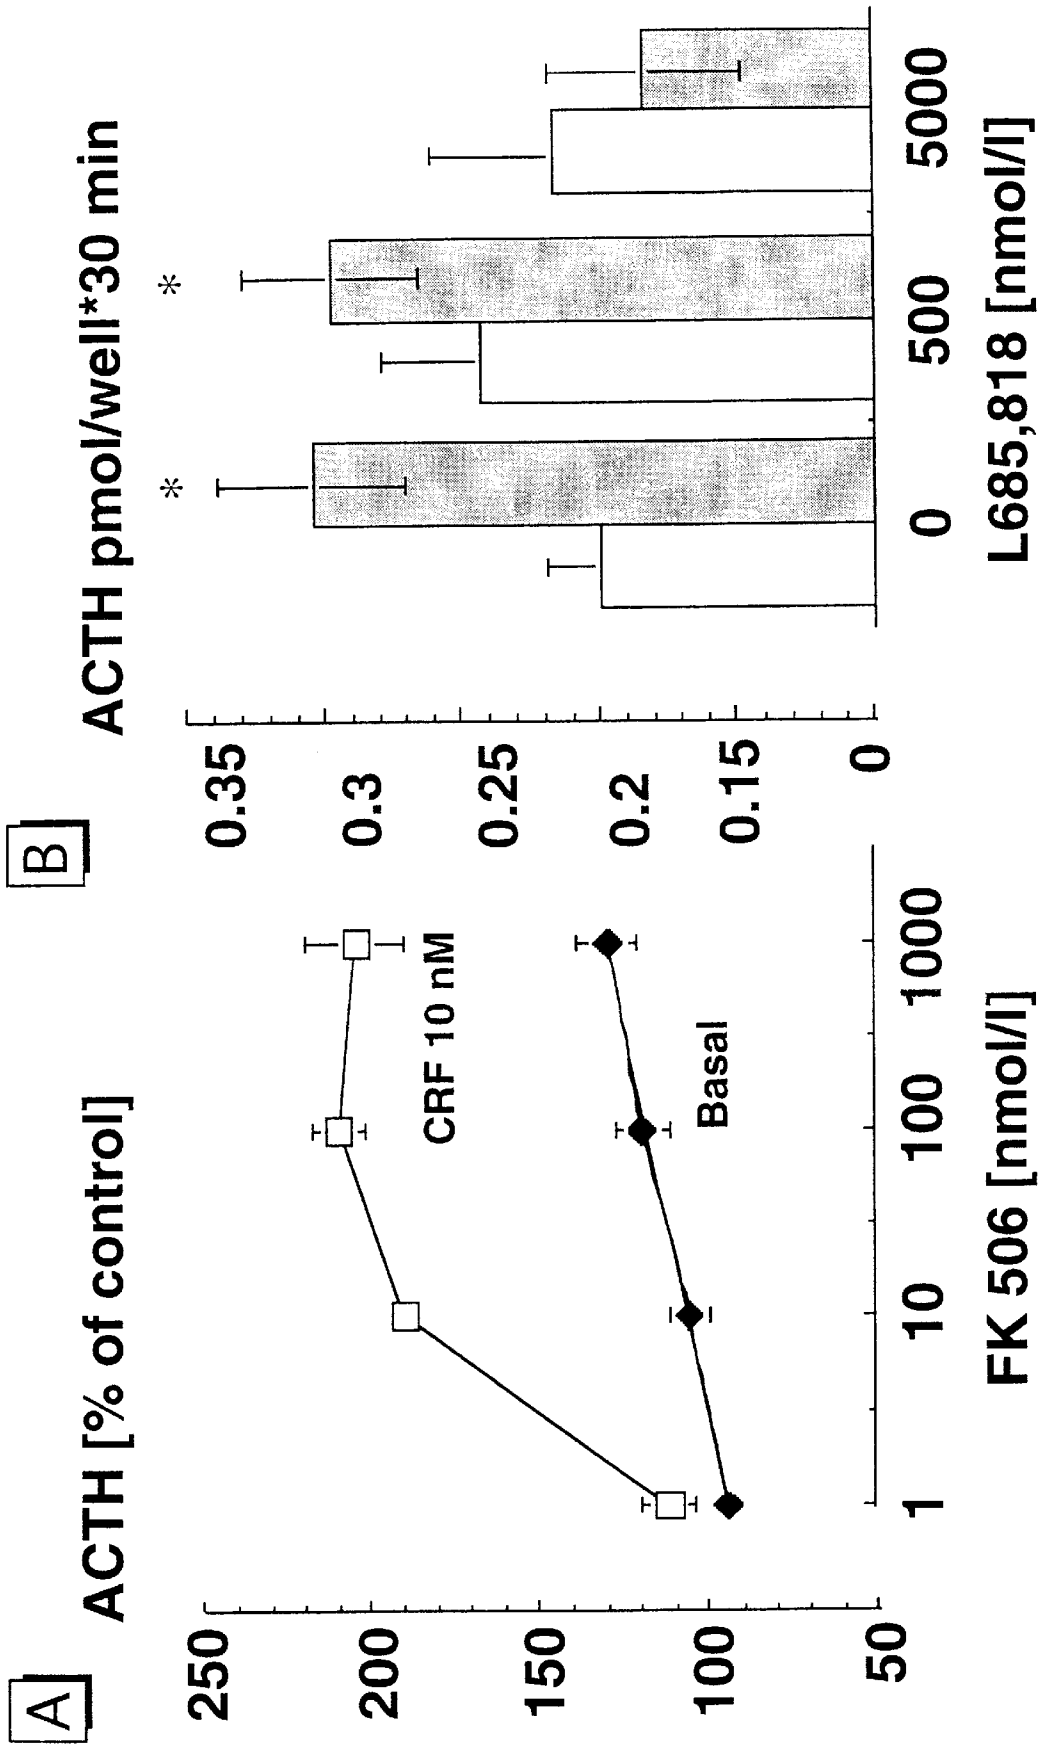 A
ACTH [% of control]
250
200
150
100
50
CRF 10 nM
Basal
1 10 100 1000
FK 506 [nmol/l]
B
ACTH pmol/well*30 min
0.35
0.3
0.25
0.2
0.15
0
* *
0 500 5000
L685,818 [nmol/l]